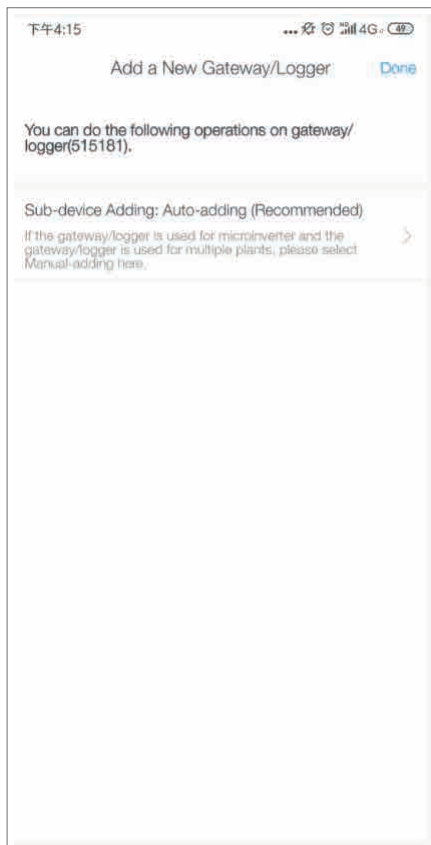 下午4:15 ... 4G 49
Add a New Gateway/Logger Done
You can do the following operations on gateway/
logger(515181).
Sub-device Adding: Auto-adding (Recommended)
If the gateway/logger is used for microinverter and the
gateway/logger is used for multiple plants, please select
Manual-adding here.